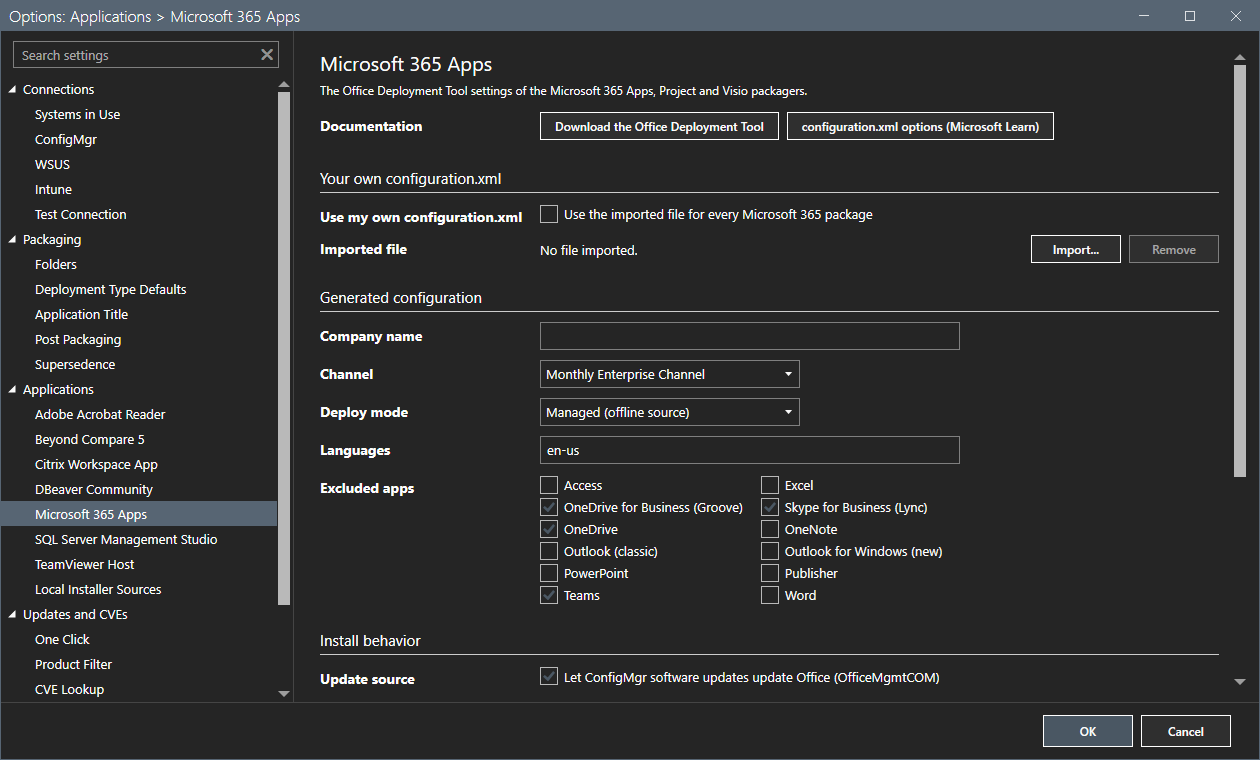 Options: Applications > Microsoft 365 Apps
Search settings
Connections
Systems in Use
ConfigMgr
WSUS
Intune
Test Connection
Packaging
Folders
Deployment Type Defaults
Application Title
Post Packaging
Supersedence
Applications
Adobe Acrobat Reader
Beyond Compare 5
Citrix Workspace App
DBeaver Community
Microsoft 365 Apps
SQL Server Management Studio
TeamViewer Host
Local Installer Sources
Updates and CVEs
One Click
Product Filter
CVE Lookup
Microsoft 365 Apps
The Office Deployment Tool settings of the Microsoft 365 Apps, Project and Visio packagers.
Documentation Download the Office Deployment Tool configuration.xml options (Microsoft Learn)
Your own configuration.xml
Use my own configuration.xml Use the imported file for every Microsoft 365 package
Imported file No file imported. Import... Remove
Generated configuration
Company name
Channel Monthly Enterprise Channel
Deploy mode Managed (offline source)
Languages en-us
Excluded apps Access Excel
OneDrive for Business (Groove) Skype for Business (Lync)
OneDrive OneNote
Outlook (classic) Outlook for Windows (new)
PowerPoint Publisher
Teams Word
Install behavior
Update source Let ConfigMgr software updates update Office (OfficeMgmtCOM)
OK Cancel